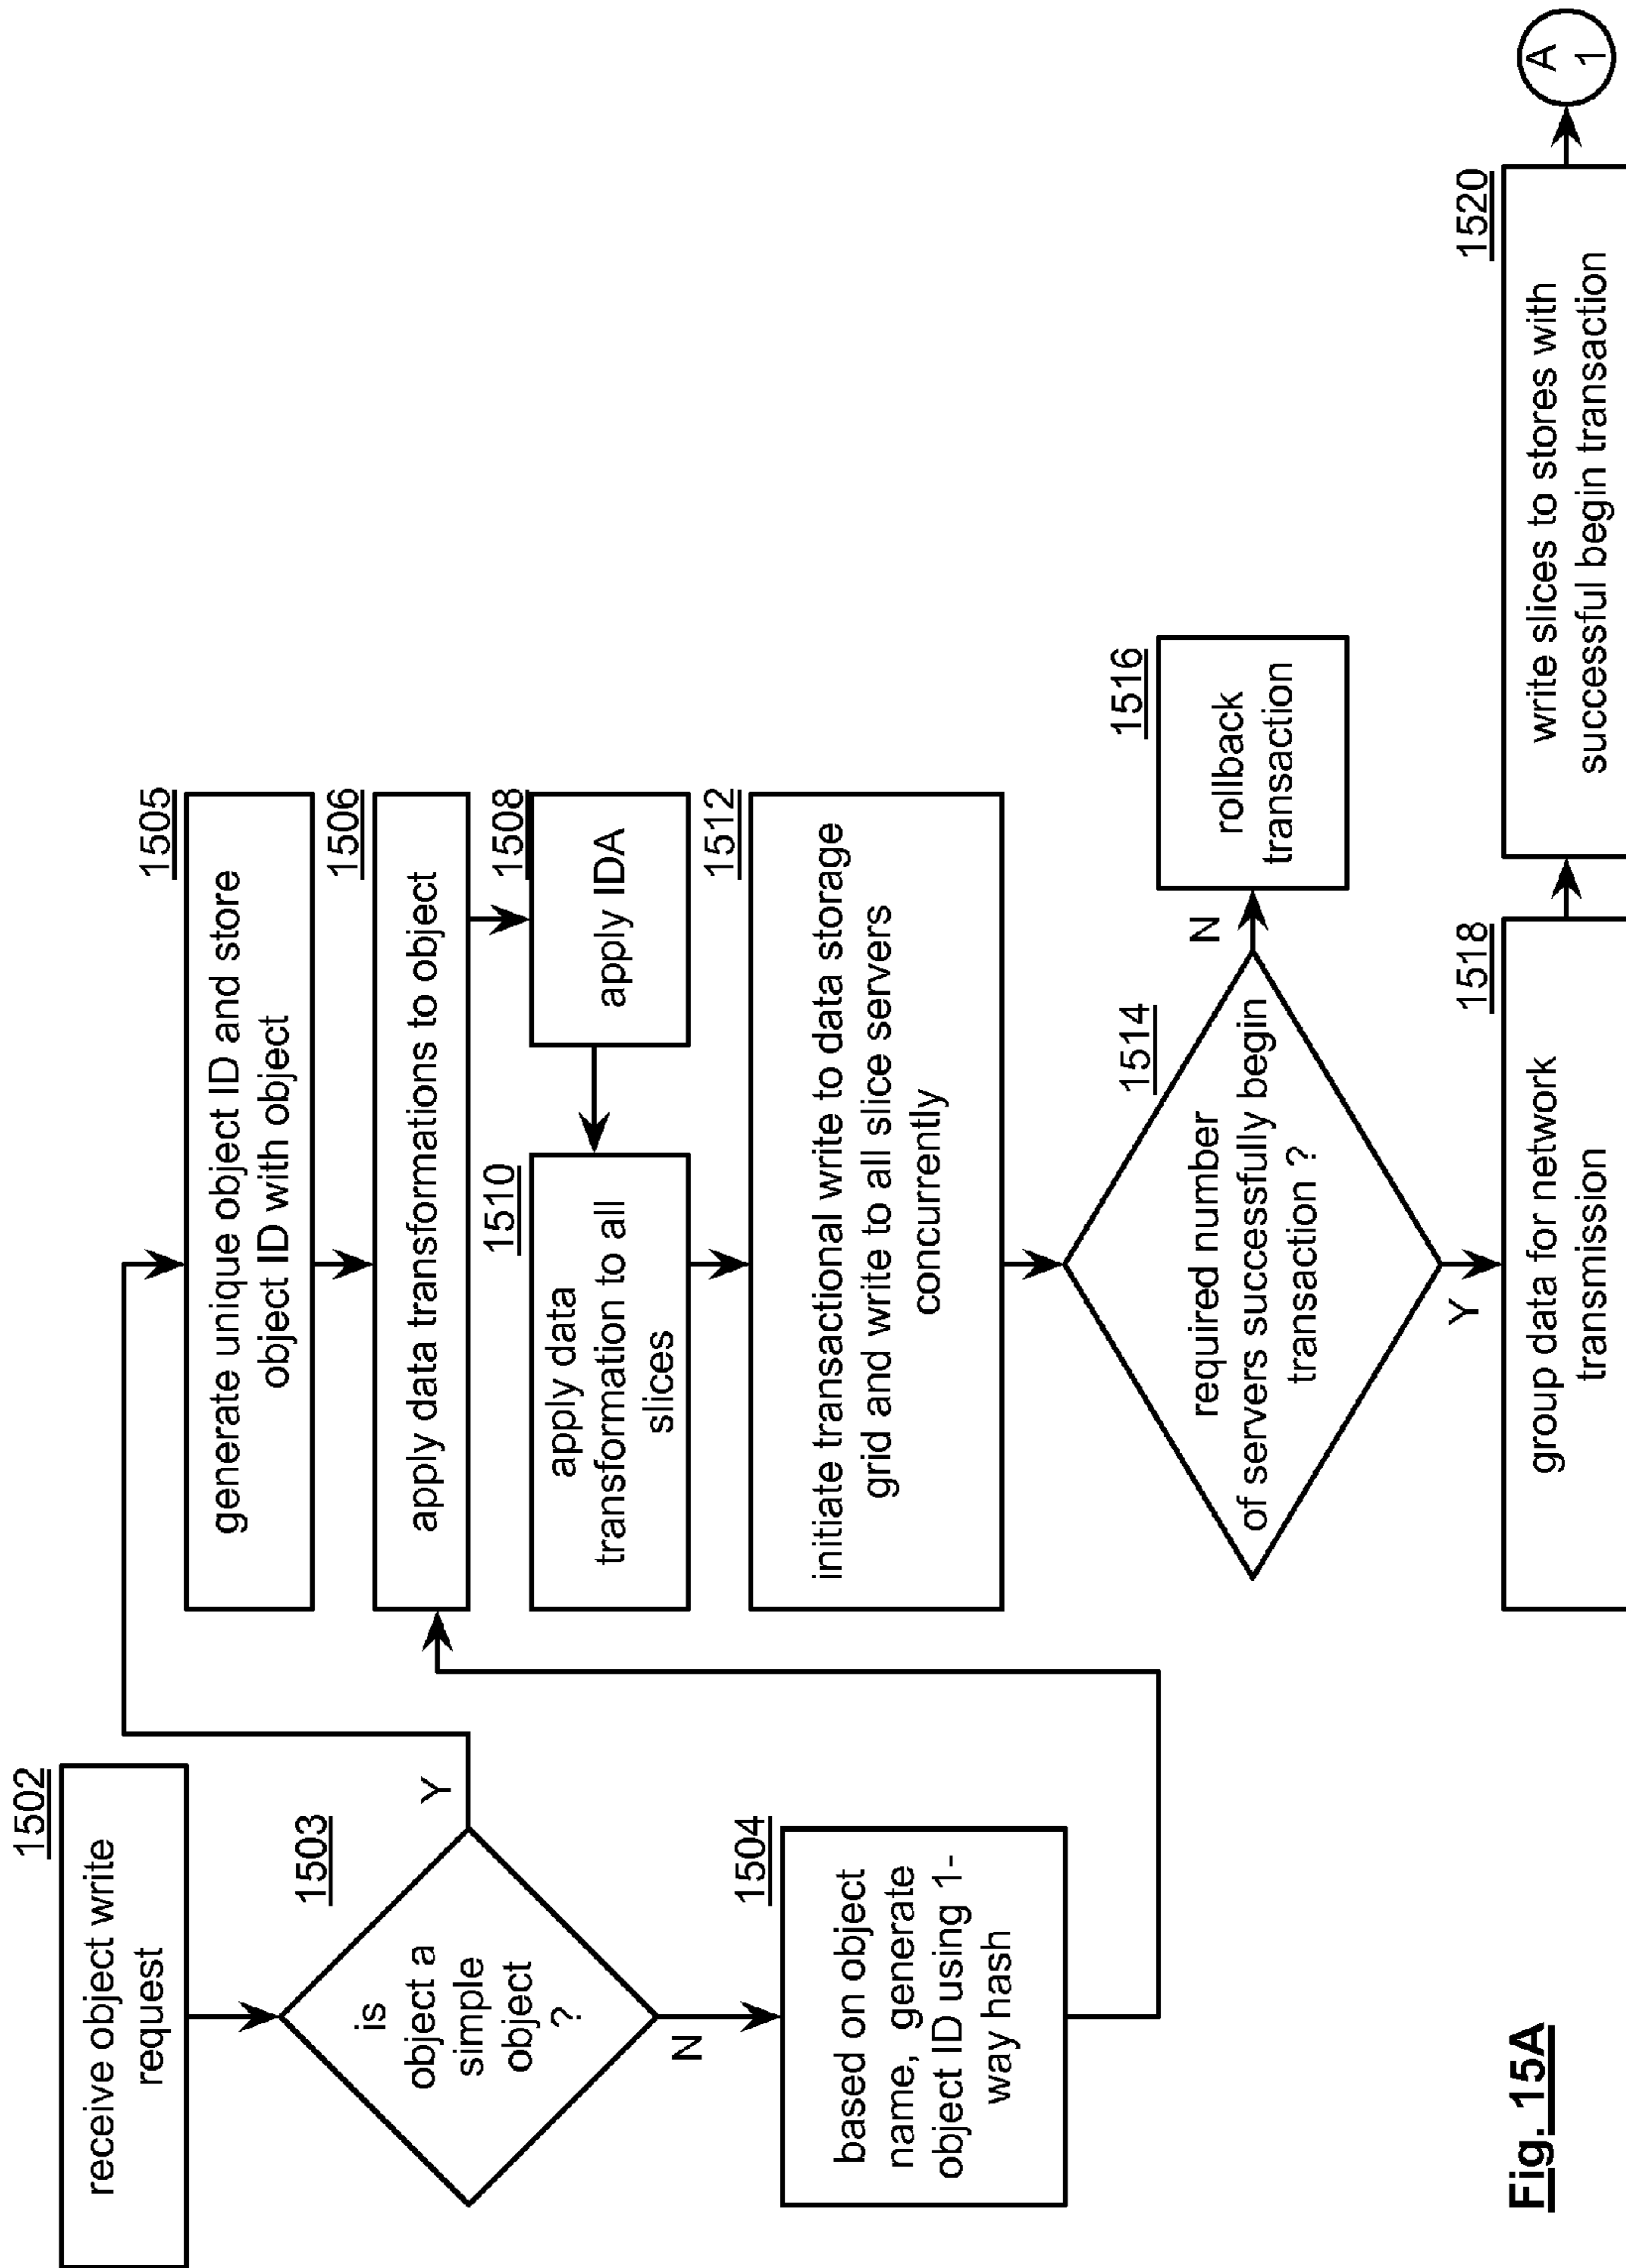 1502
receive object write
request
1503
is
object a
simple
object
?
Y
N
1504
based on object
name,  generate
object ID using 1-
way hash
1505
generate unique object ID and store
object ID with object
1506
apply data transformations to object
1508
apply IDA
1510
apply data
transformation to all
slices
1512
initiate transactional write to data storage
grid and write to all slice servers
concurrently
1514
required number
of servers successfully begin
transaction ?
N
Y
1516
rollback
transaction
1518
group data for network
transmission
1520
write slices to stores with
successful begin transaction
A
1
Fig. 15A